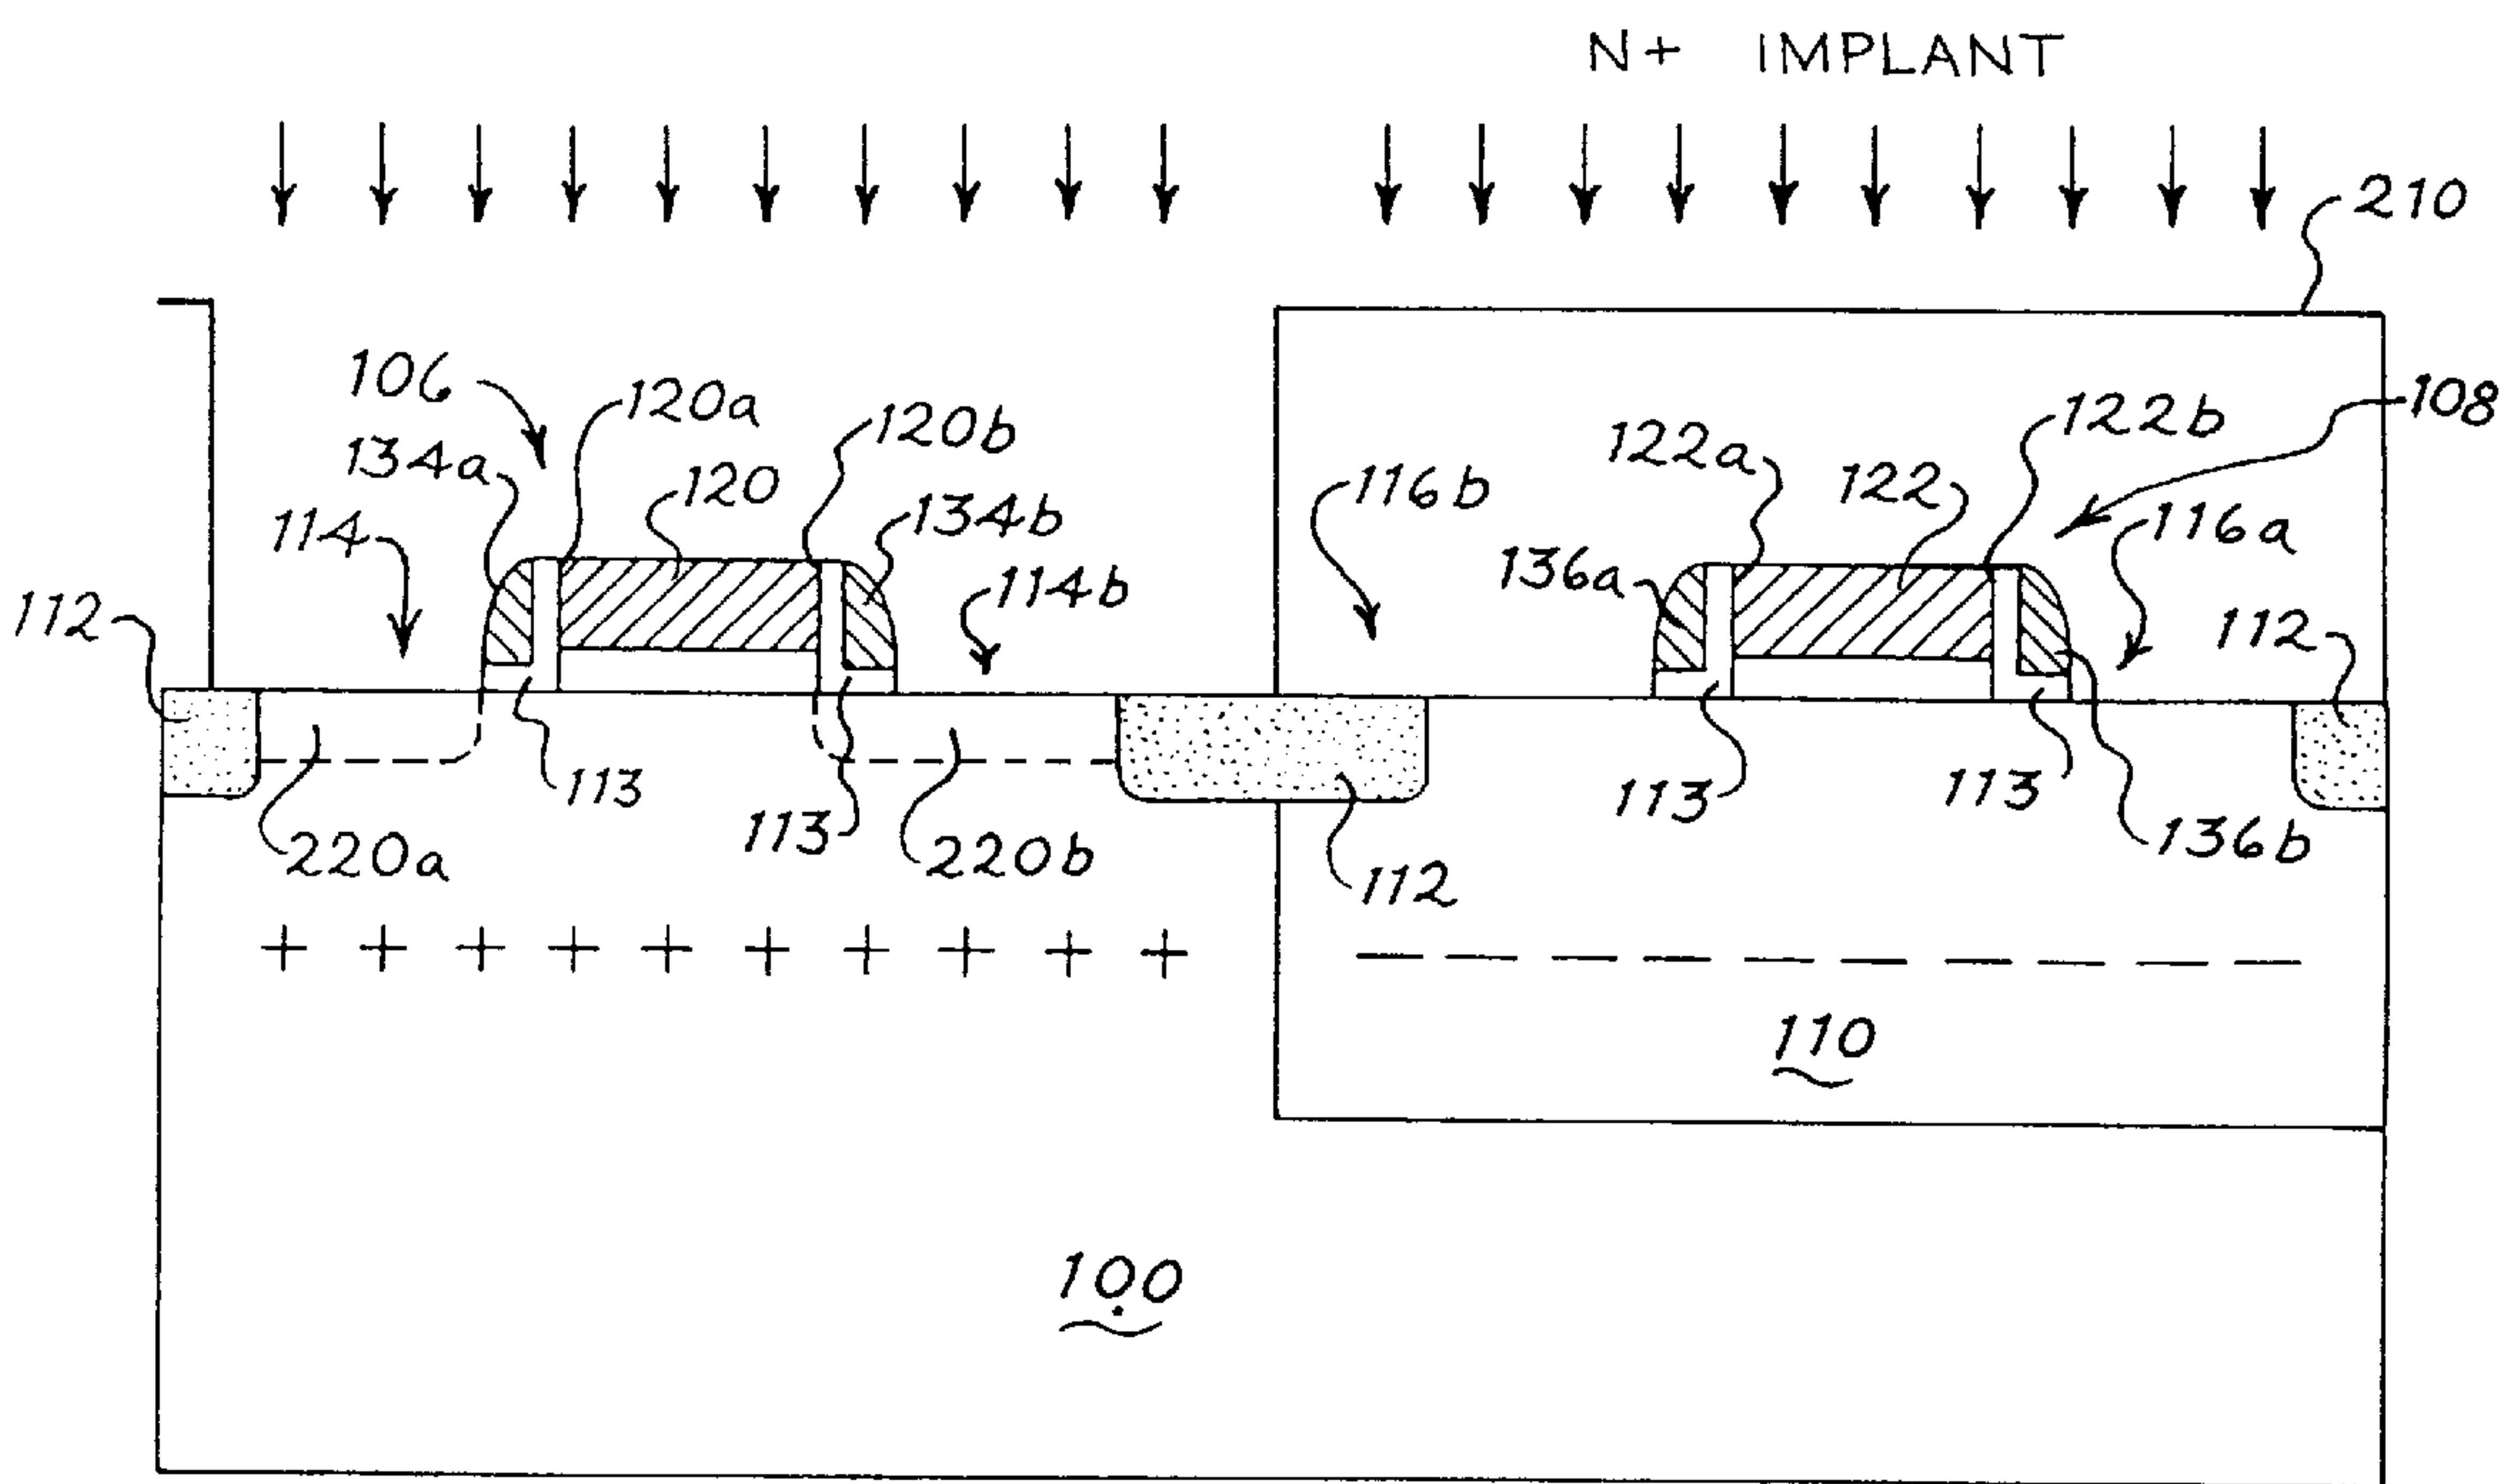 N+ IMPLANT
210
106
120a
120b
122b
108
134a
120
122a
122
116b
114
134b
116a
136a
114b
112
112
113
113
113
113
220a
220b
136b
112
+ + + + + + + + + +
– – – – – – – – – –
110
100